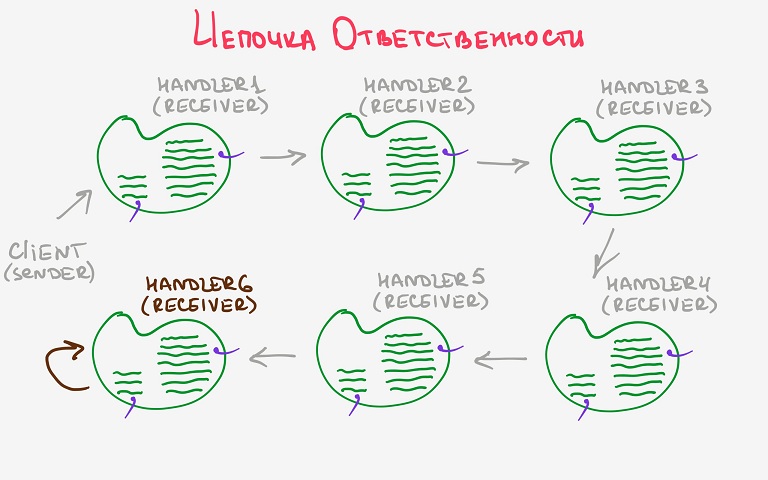 Цепочка Ответственности
HANDLER1
(RECEIVER)
HANDLER2
(RECEIVER)
HANDLER3
(RECEIVER)
CLiENT
(SENDER)
HANDLER6
(RECEIVER)
HANDLER5
(RECEIVER)
HANDLER4
(RECEIVER)